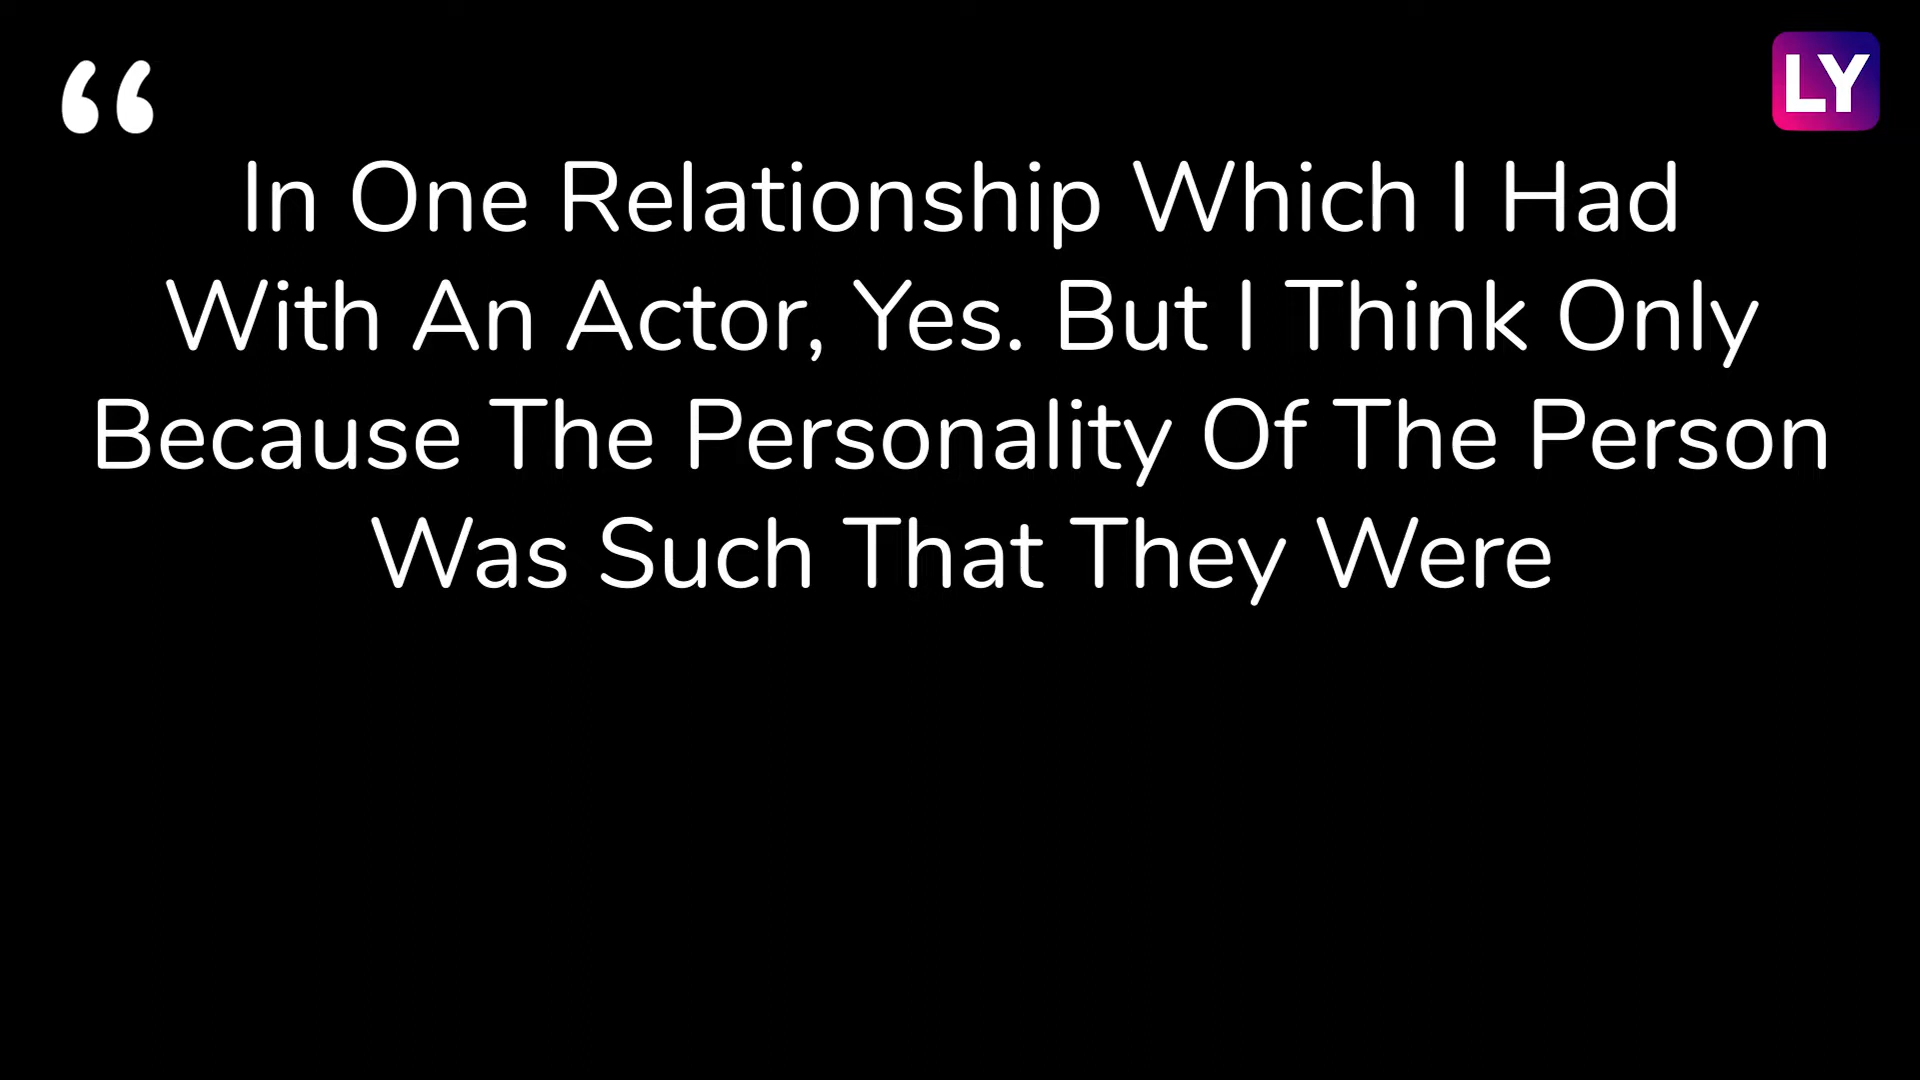 “
LY
In One Relationship Which I Had
With An Actor, Yes. But I Think Only
Because The Personality Of The Person
Was Such That They Were